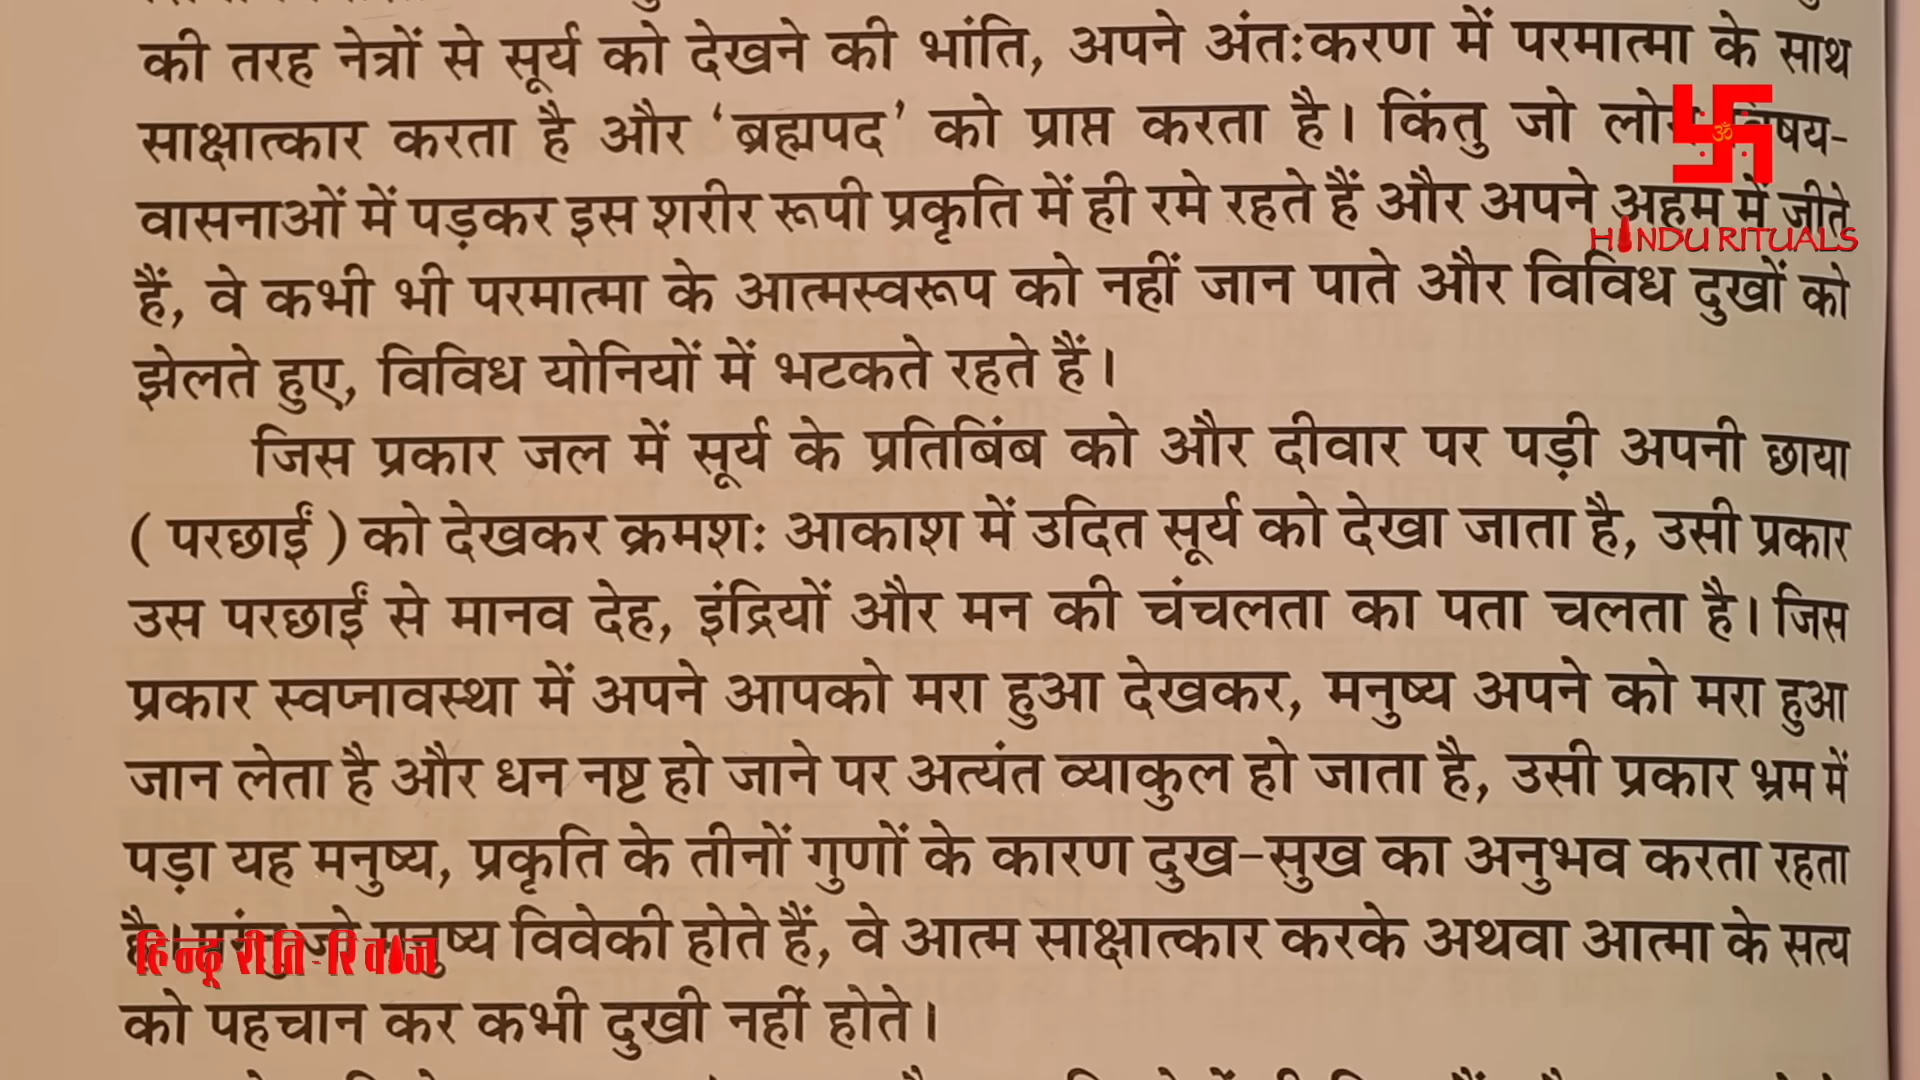 की तरह नेत्रों से सूर्य को देखने की भांति, अपने अंतःकरण में परमात्मा के साथ
साक्षात्कार करता है और ‘ब्रह्मपद’ को प्राप्त करता है। किंतु जो
वासनाओं में पड़कर इस शरीर रूपी प्रकृति में ही रमे रहते हैं और अपने अहम में जीते
HINDU RITUALS
हैं, वे कभी भी परमात्मा के आत्मस्वरूप को नहीं जान पाते और विविध दुखों को
झेलते हुए, विविध योनियों में भटकते रहते हैं।
जिस प्रकार जल में सूर्य के प्रतिबिंब को और दीवार पर पड़ी अपनी छाया
( परछाईं ) को देखकर क्रमशः आकाश में उदित सूर्य को देखा जाता है, उसी प्रकार
उस परछाईं से मानव देह, इंद्रियों और मन की चंचलता का पता चलता है। जिस
प्रकार स्वप्नावस्था में अपने आपको मरा हुआ देखकर, मनुष्य अपने को मरा हुआ
जान लेता है और धन नष्ट हो जाने पर अत्यंत व्याकुल हो जाता है, उसी प्रकार भ्रम में
पड़ा यह मनुष्य, प्रकृति के तीनों गुणों के कारण दुख-सुख का अनुभव करता रहता
विवेकी होते हैं, वे आत्म साक्षात्कार करके अथवा आत्मा के सत्य
हिन्दू रीति-रिवाज
को पहचान कर कभी दुखी नहीं होते।